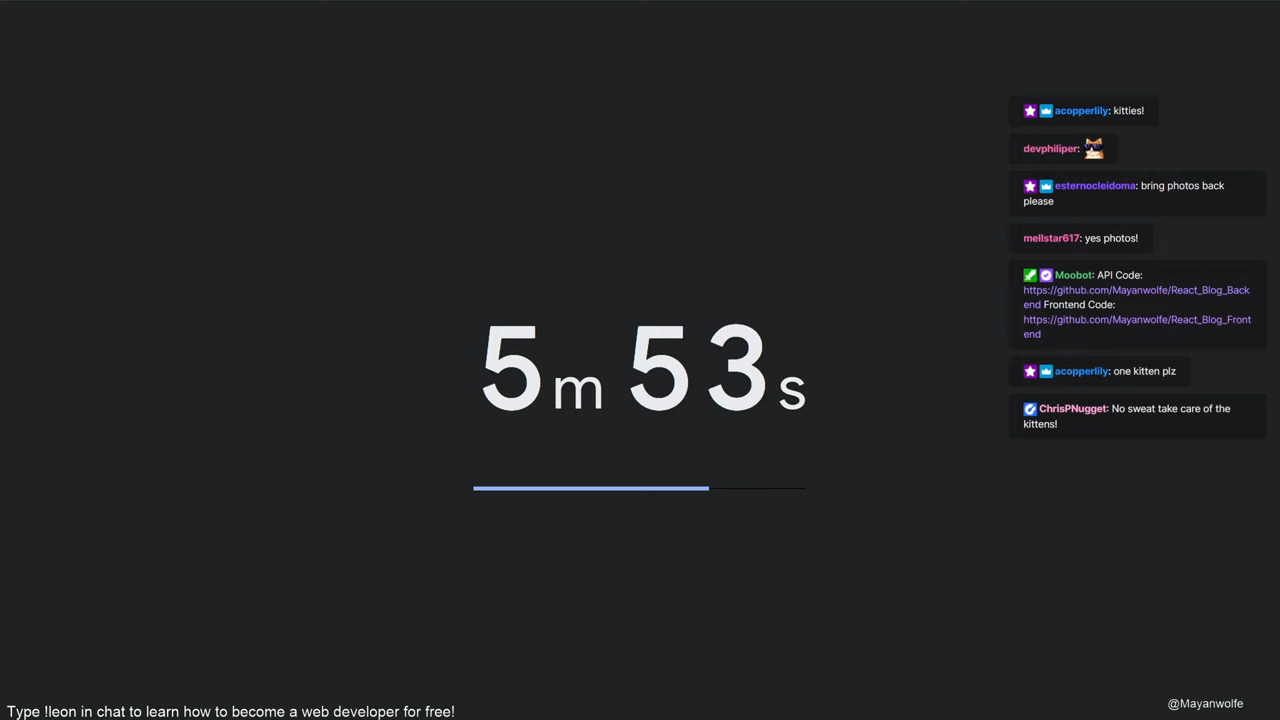 acopperlily: kitties!
devphiliper:
esternocleidoma: bring photos back
please
mellstar617: yes photos!
Moobot: API Code:
https://github.com/Mayanwolfe/React_Blog_Back
end Frontend Code:
https://github.com/Mayanwolfe/React_Blog_Front
end
acopperlily: one kitten plz
ChrisPNugget: No sweat take care of the
kittens!
5m 53s
@Mayanwolfe
Type !leon in chat to learn how to become a web developer for free!